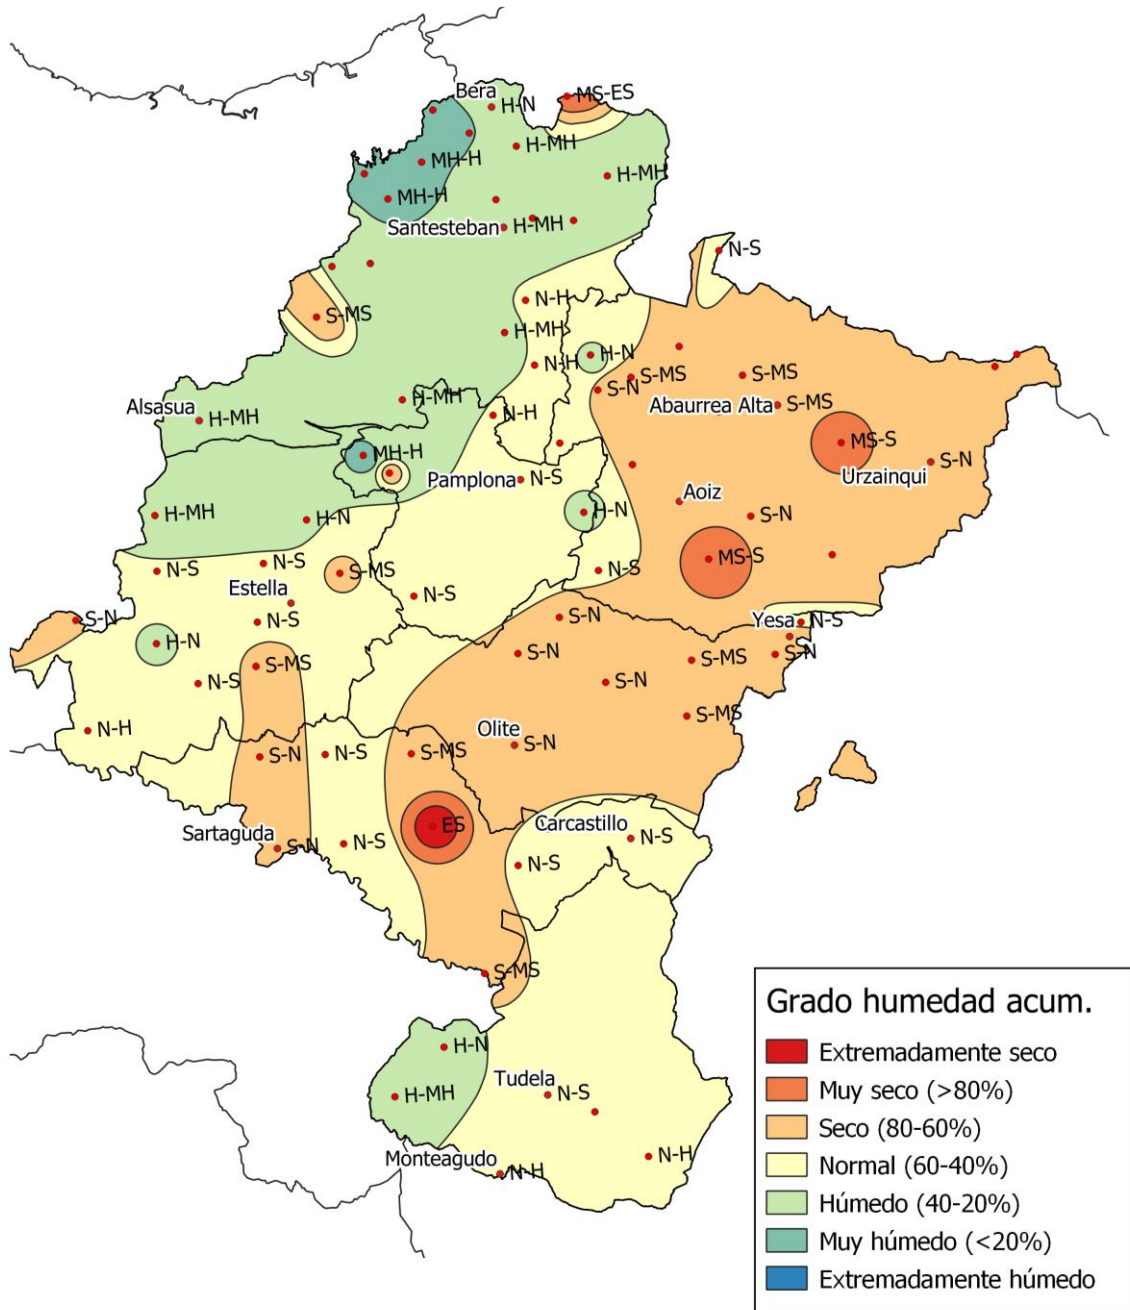 Bera
H-N
MS-ES
H-MH
MH-H
H-MH
MH-H
Santesteban
H-MH
N-S
N-H
S-MS
H-MH
H-N
N-H
S-MS
S-MS
S-N
H-MH
Abaurrea Alta
S-MS
Alsasua
N-H
H-MH
MS-S
MH-H
S-N
Urzainqui
Pamplona
N-S
Aoiz
H-N
H-MH
H-N
S-N
MS-S
N-S
N-S
S-MS
N-S
Estella
N-S
S-N
N-S
S-N
Yesa
N-S
H-N
S-N
S-N
S-MS
S-MS
N-S
S-N
S-MS
Olite
N-H
S-N
N-S
S-MS
S-N
Carcastillo
ES
Sartaguda
S-N
N-S
N-S
N-S
S-MS
H-N
Tudela
H-MH
N-S
Monteagudo
N-H
N-H
Grado humedad acum.
Extremadamente seco
Muy seco (>80%)
Seco (80-60%)
Normal (60-40%)
Húmedo (40-20%)
Muy húmedo (<20%)
Extremadamente húmedo